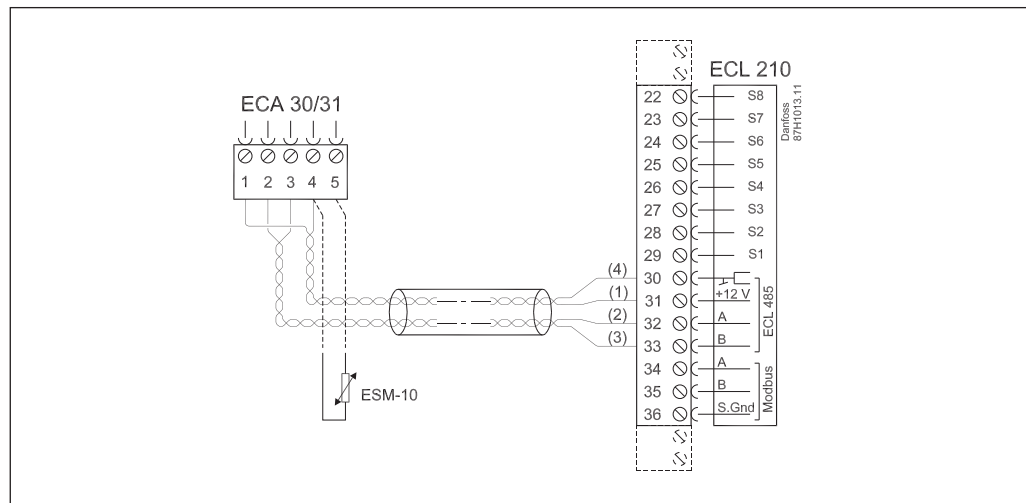 ECA 30/31
1 2 3 4 5
ESM-10
(4)
(1)
(2)
(3)
ECL 210
Danfoss
87H1013.11
22 S8
23 S7
24 S6
25 S5
26 S4
27 S3
28 S2
29 S1
30
31 +12 V
32 A
33 B
34 A
35 B
36 S.Gnd
ECL 485
Modbus